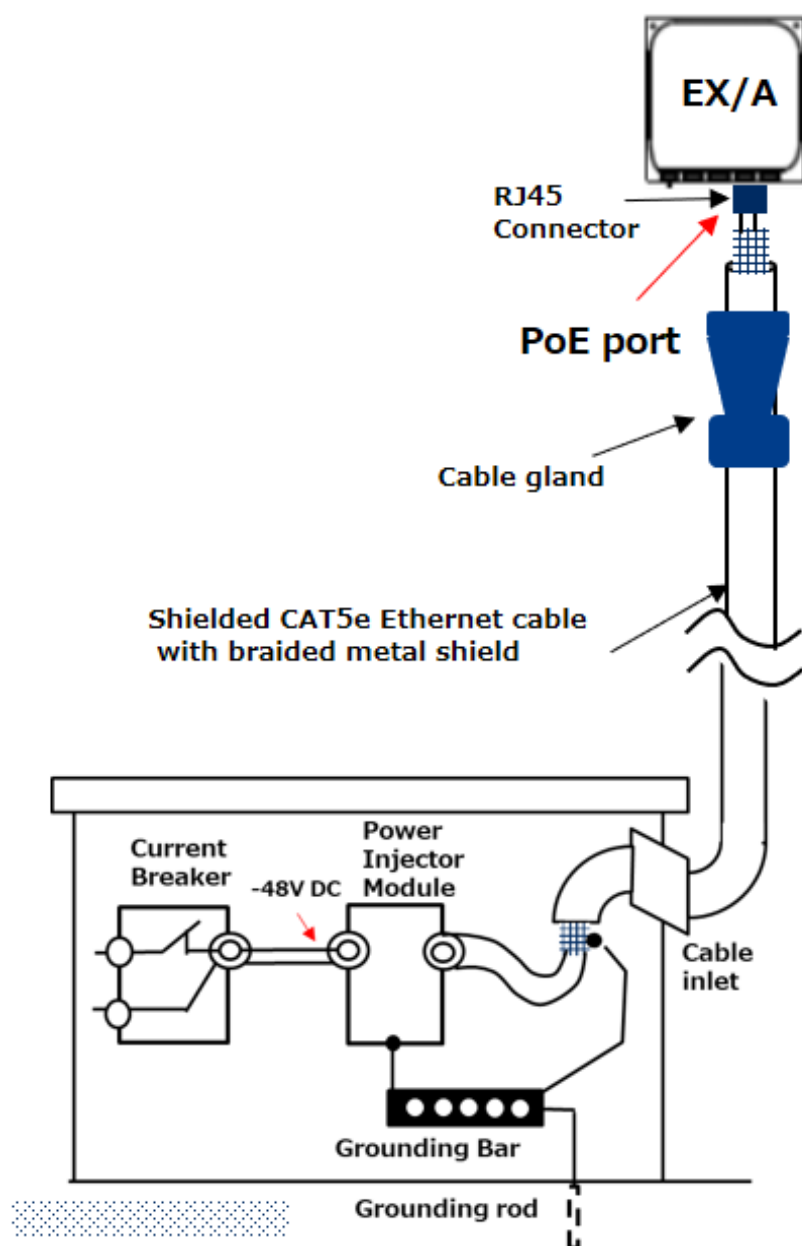 EX/A
RJ45
Connector
PoE port
Cable gland
Shielded CAT5e Ethernet cable
with braided metal shield
Current
Breaker
-48V DC
Power
Injector
Module
Cable
inlet
Grounding Bar
Grounding rod